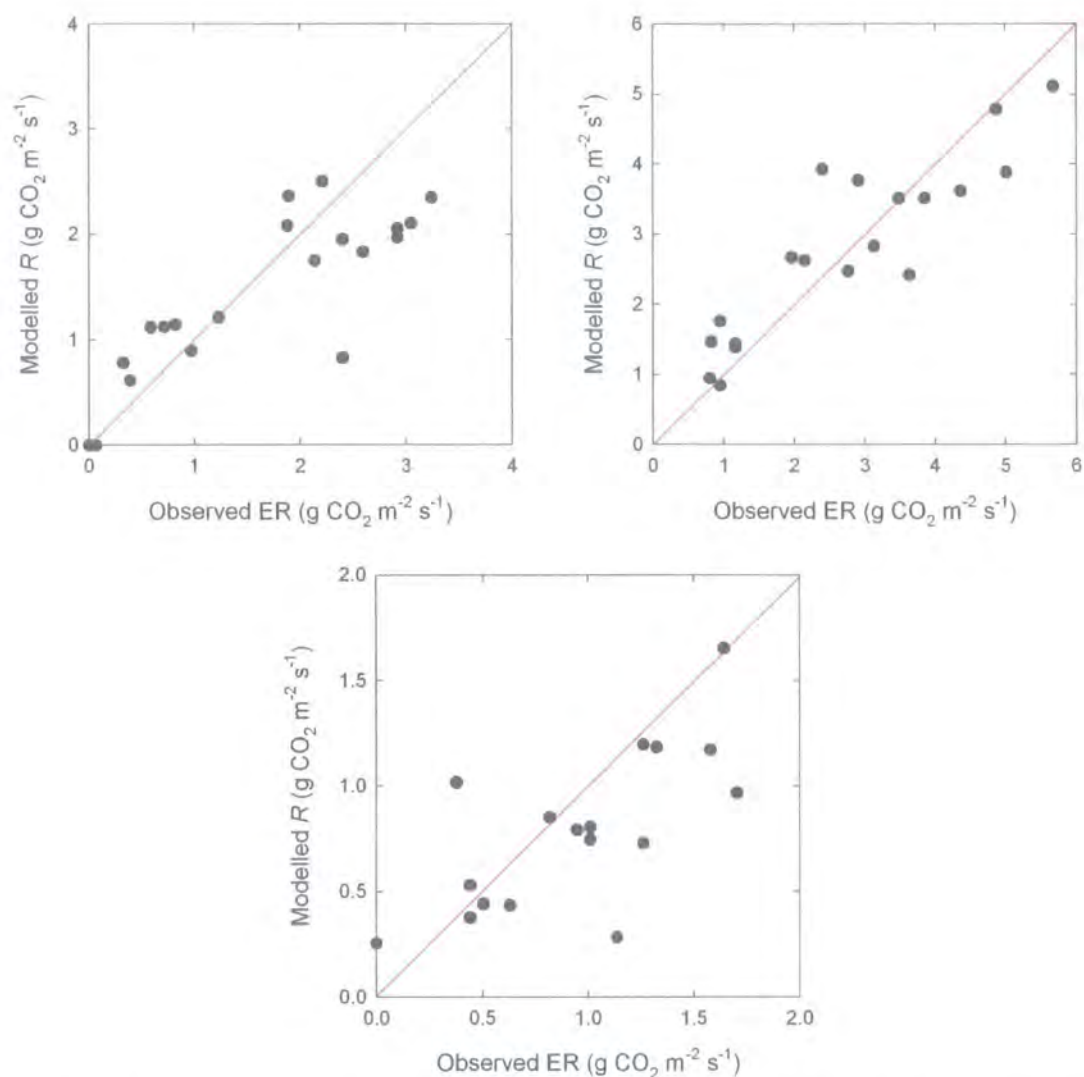 4
3
2
1
0
0 1 2 3 4
Modelled R (g CO₂ m⁻² s⁻¹)
Observed ER (g CO₂ m⁻² s⁻¹)
6
5
4
3
2
1
0
0 1 2 3 4 5 6
Modelled R (g CO₂ m⁻² s⁻¹)
Observed ER (g CO₂ m⁻² s⁻¹)
2.0
1.5
1.0
0.5
0.0
0.0 0.5 1.0 1.5 2.0
Modelled R (g CO₂ m⁻² s⁻¹)
Observed ER (g CO₂ m⁻² s⁻¹)